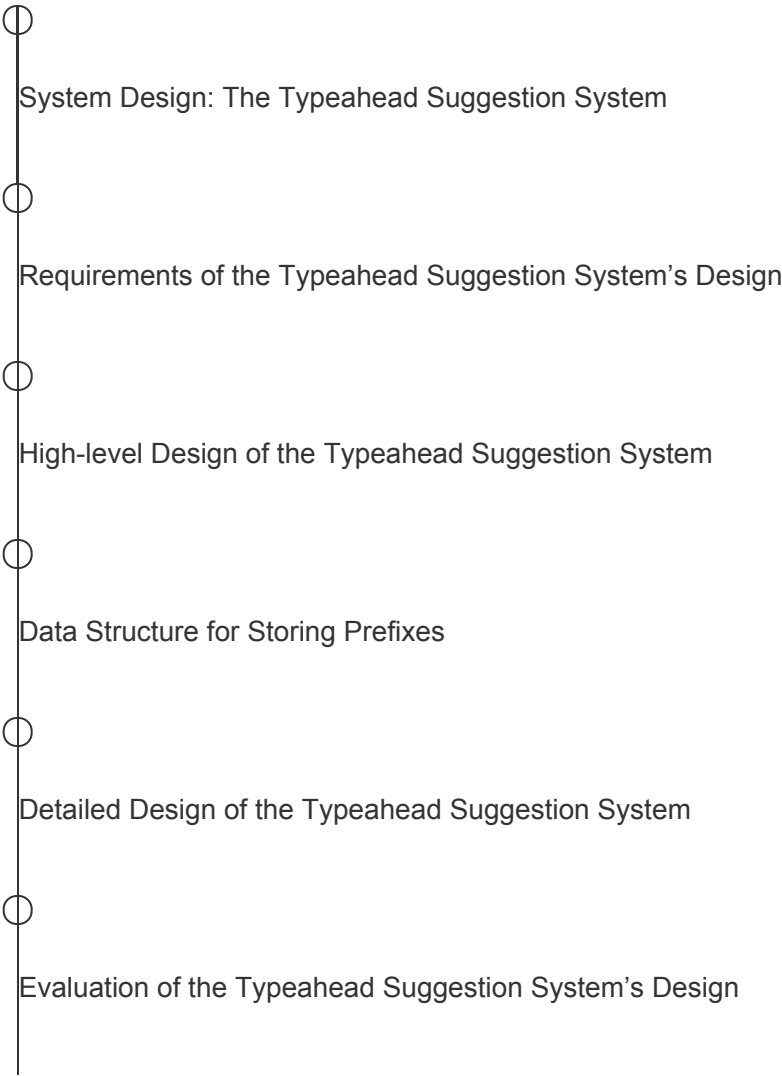 System Design: The Typeahead Suggestion System
Requirements of the Typeahead Suggestion System’s Design
High-level Design of the Typeahead Suggestion System
Data Structure for Storing Prefixes
Detailed Design of the Typeahead Suggestion System
Evaluation of the Typeahead Suggestion System’s Design